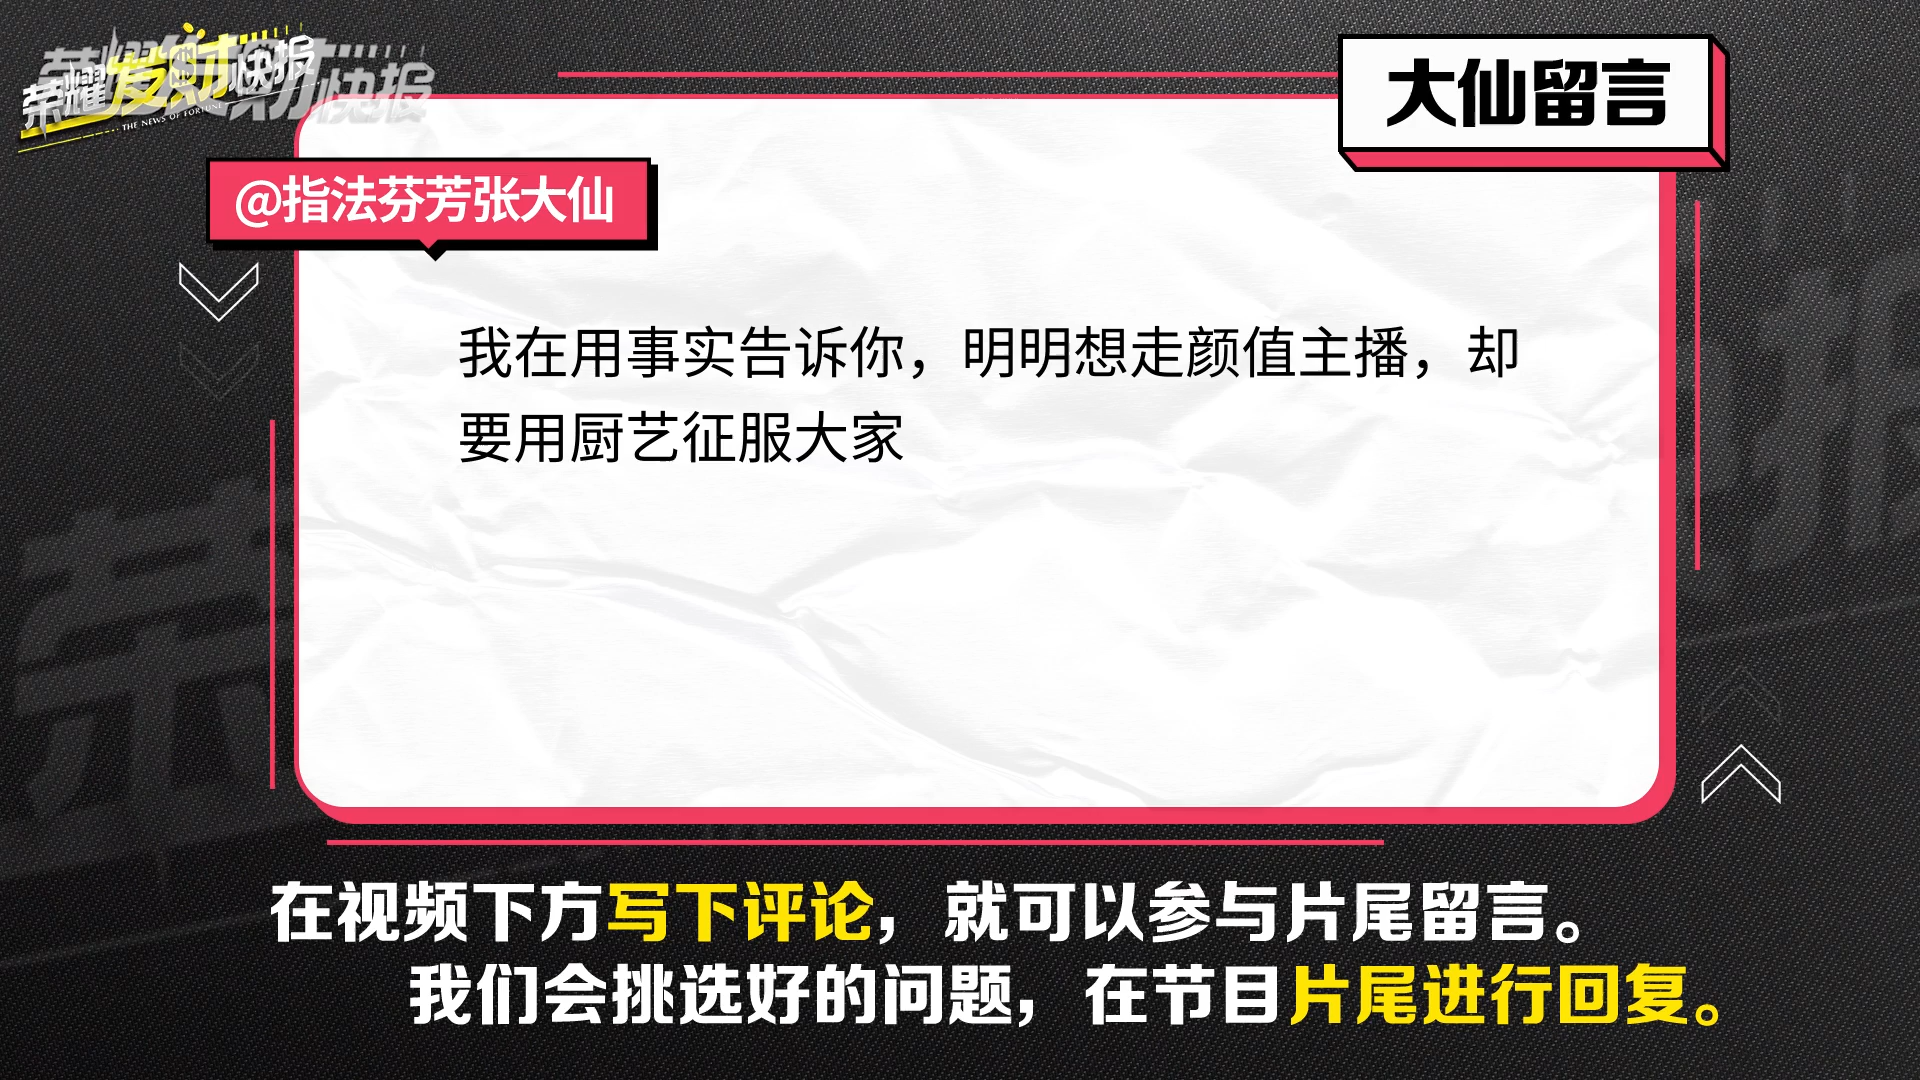 荣耀发财快报
THE NEWS OF FORTUNE
大仙留言
@指法芬芳张大仙
我在用事实告诉你，明明想走颜值主播，却
要用厨艺征服大家
在视频下方写下评论，就可以参与片尾留言。
我们会挑选好的问题，在节目片尾进行回复。